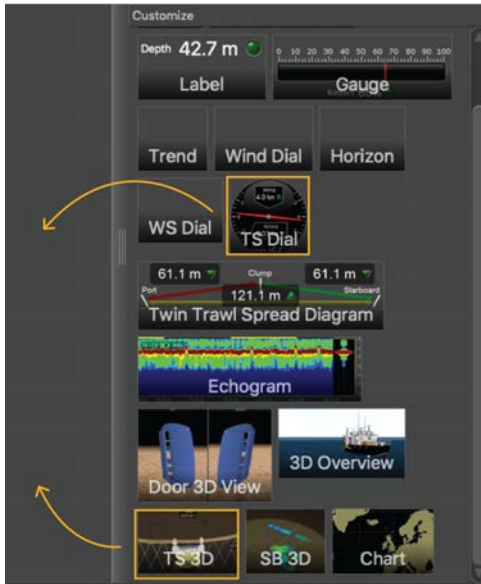 Customize
Depth 42.7 m
Label
0 10 20 30 40 50 60 70 80 90 100
Gauge
Trend
Wind Dial
Horizon
WS Dial
4.0 kn
TS Dial
61.1 m
Clump
61.1 m
Port
121.1 m
Starboard
Twin Trawl Spread Diagram
Echogram
Door 3D View
3D Overview
TS 3D
SB 3D
Chart